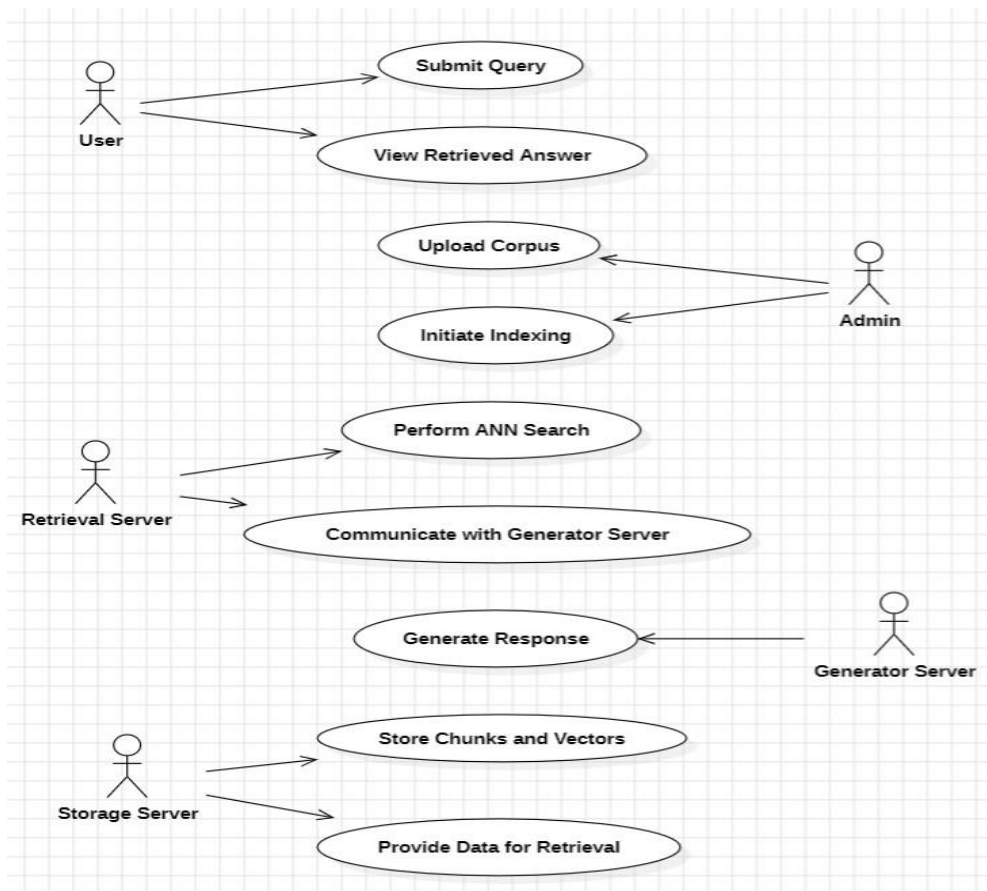 Submit Query
User
View Retrieved Answer
Upload Corpus
Admin
Initiate Indexing
Perform ANN Search
Retrieval Server
Communicate with Generator Server
Generate Response
Generator Server
Store Chunks and Vectors
Storage Server
Provide Data for Retrieval